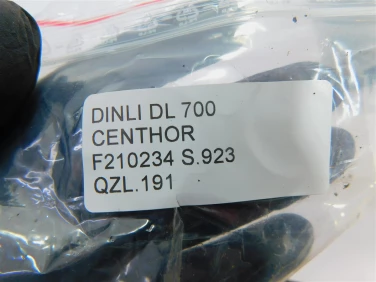 DINLI DL 700
CENTHOR
F210234 S.923
QZL.191